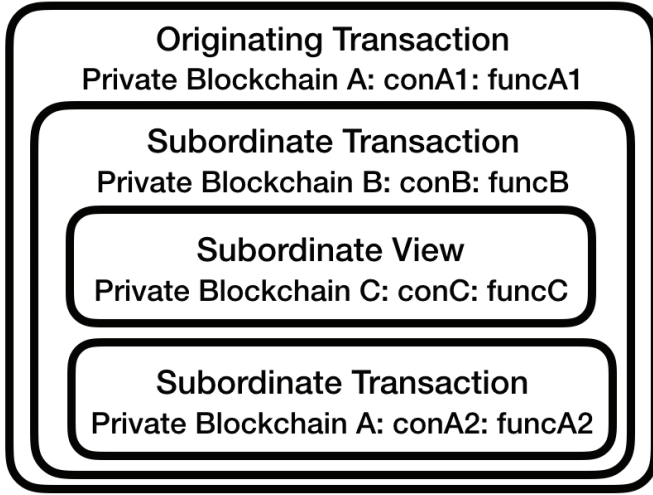 Originating Transaction
Private Blockchain A: conA1: funcA1
Subordinate Transaction
Private Blockchain B: conB: funcB
Subordinate View
Private Blockchain C: conC: funcC
Subordinate Transaction
Private Blockchain A: conA2: funcA2